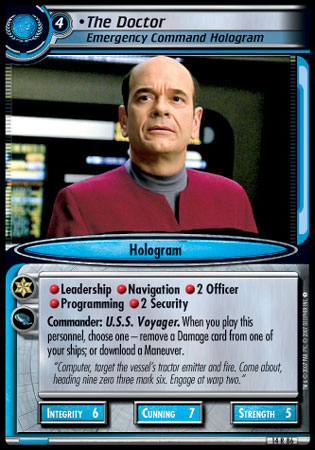 4
•The Doctor
Emergency Command Hologram
Hologram
•Leadership •Navigation •2 Officer
•Programming •2 Security
Commander: U.S.S. Voyager. When you play
this personnel, choose one – remove a Damage card from one of
your ships; or download a Maneuver.
"Computer, target the vessel's tractor emitter and fire. Come about,
heading nine zero three mark six. Engage at warp two."
INTEGRITY 6 CUNNING 7 STRENGTH 5
14 R 86